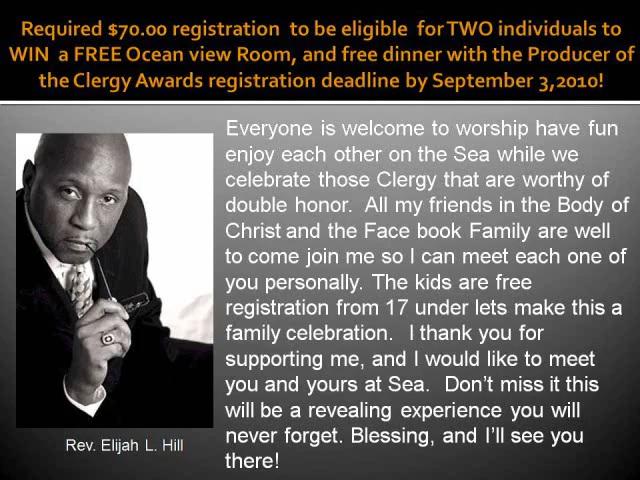 Required $70.00 registration to be eligible for TWO individuals to
WIN a FREE Ocean view Room, and free dinner with the Producer of
the Clergy Awards registration deadline by September 3,2010!
Everyone is welcome to worship have fun
enjoy each other on the Sea while we
celebrate those Clergy that are worthy of
double honor. All my friends in the Body of
Christ and the Face book Family are well
to come join me so I can meet each one of
you personally. The kids are free
registration from 17 under lets make this a
family celebration. I thank you for
supporting me, and I would like to meet
you and yours at Sea. Don't miss it this
will be a revealing experience you will
never forget. Blessing, and I'll see you
there!
Rev. Elijah L. Hill